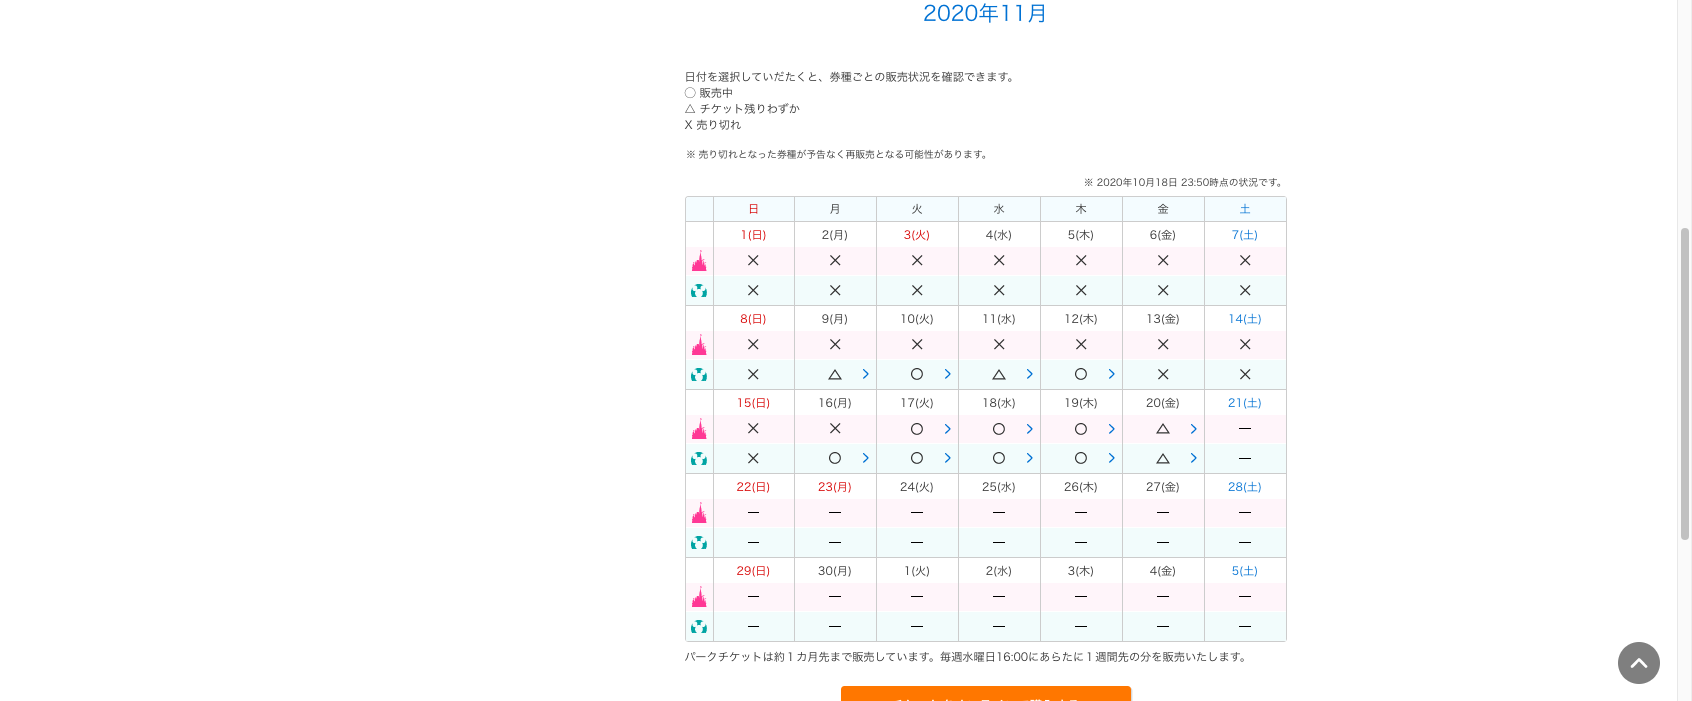 2020年11月
日付を選択していだたくと、券種ごとの販売状況を確認できます。
◯ 販売中
△ チケット残りわずか
X 売り切れ
※ 売り切れとなった券種が予告なく再販売となる可能性があります。
※ 2020年10月18日 23:50時点の状況です。
日 月 火 水 木 金 土
1(日) 2(月) 3(火) 4(水) 5(木) 6(金) 7(土)
× × × × × × ×
× × × × × × ×
8(日) 9(月) 10(火) 11(水) 12(木) 13(金) 14(土)
× × × × × × ×
× △ ○ △ ○ × ×
15(日) 16(月) 17(火) 18(水) 19(木) 20(金) 21(土)
× × ○ ○ ○ △ —
× ○ ○ ○ ○ △ —
22(日) 23(月) 24(火) 25(水) 26(木) 27(金) 28(土)
— — — — — — —
— — — — — — —
29(日) 30(月) 1(火) 2(水) 3(木) 4(金) 5(土)
— — — — — — —
— — — — — — —
パークチケットは約１カ月先まで販売しています。毎週水曜日16:00にあらたに１週間先の分を販売いたします。